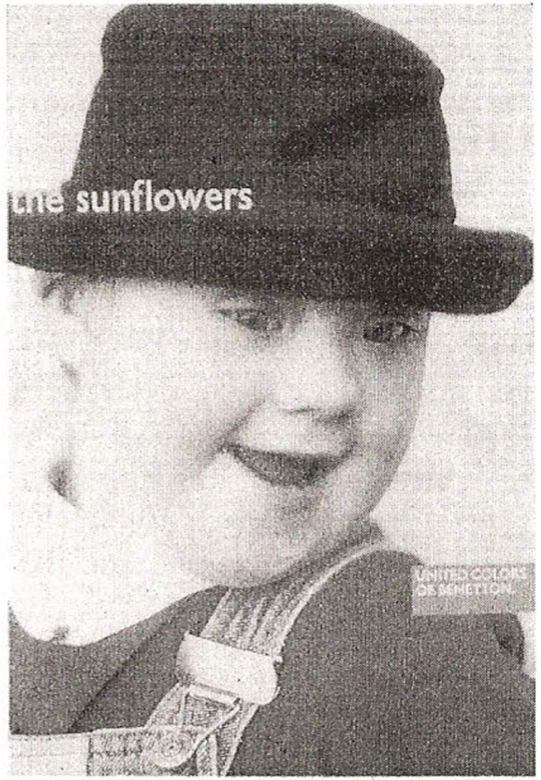 the sunflowers
UNITED COLORS
OF BENETTON.